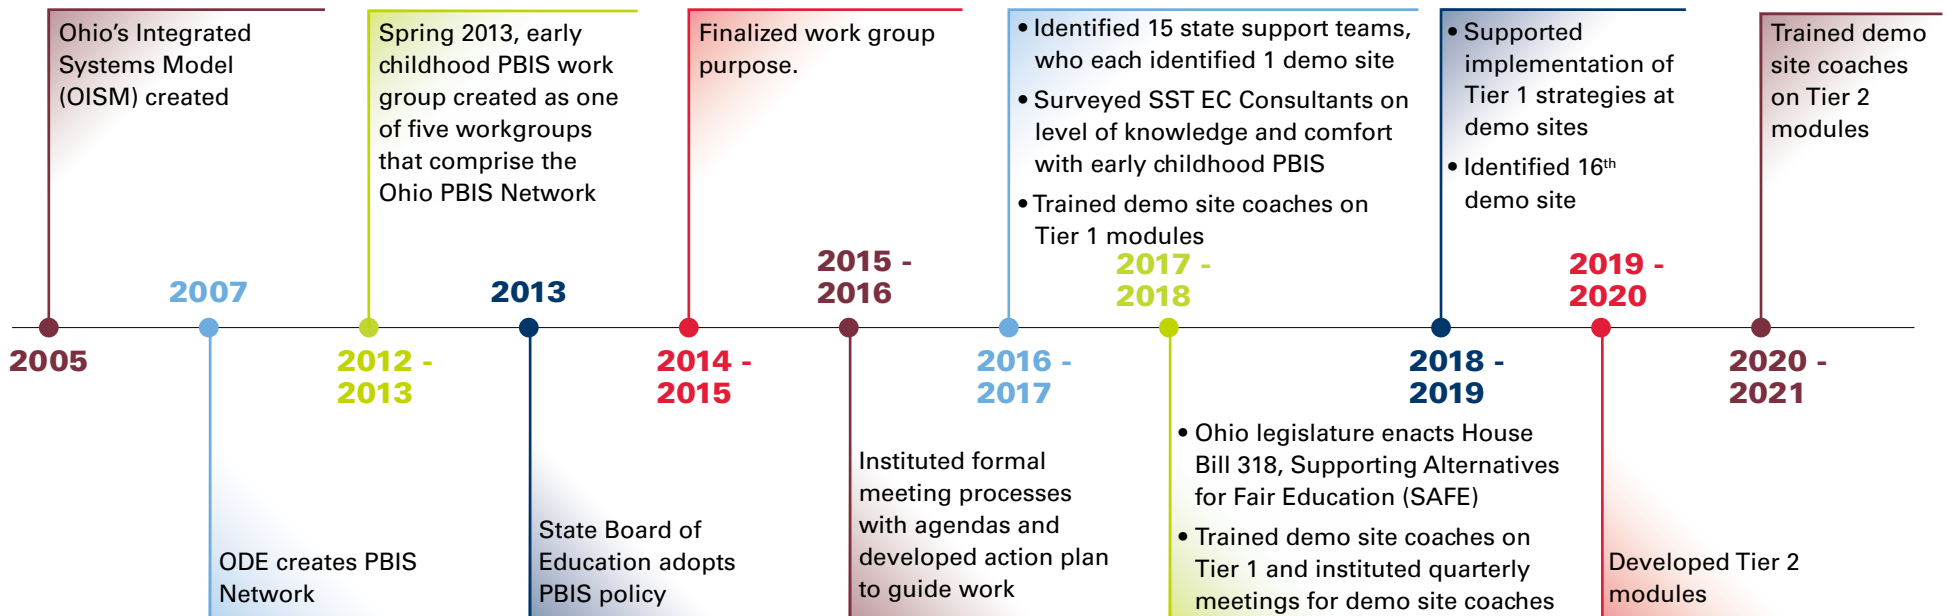 Ohio's Integrated
Systems Model
(OISM) created
2005
2007
ODE creates PBIS
Network
Spring 2013, early
childhood PBIS work
group created as one
of five workgroups
that comprise the
Ohio PBIS Network
2012 -
2013
2013
State Board of
Education adopts
PBIS policy
Finalized work group
purpose.
2014 -
2015
2015 -
2016
Instituted formal
meeting processes
with agendas and
developed action plan
to guide work
• Identified 15 state support teams,
who each identified 1 demo site
• Surveyed SST EC Consultants on
level of knowledge and comfort
with early childhood PBIS
• Trained demo site coaches on
Tier 1 modules
2016 -
2017
2017 -
2018
• Ohio legislature enacts House
Bill 318, Supporting Alternatives
for Fair Education (SAFE)
• Trained demo site coaches on
Tier 1 and instituted quarterly
meetings for demo site coaches
• Supported
implementation of
Tier 1 strategies at
demo sites
• Identified 16th
demo site
2018 -
2019
2019 -
2020
Developed Tier 2
modules
Trained demo
site coaches
on Tier 2
modules
2020 -
2021